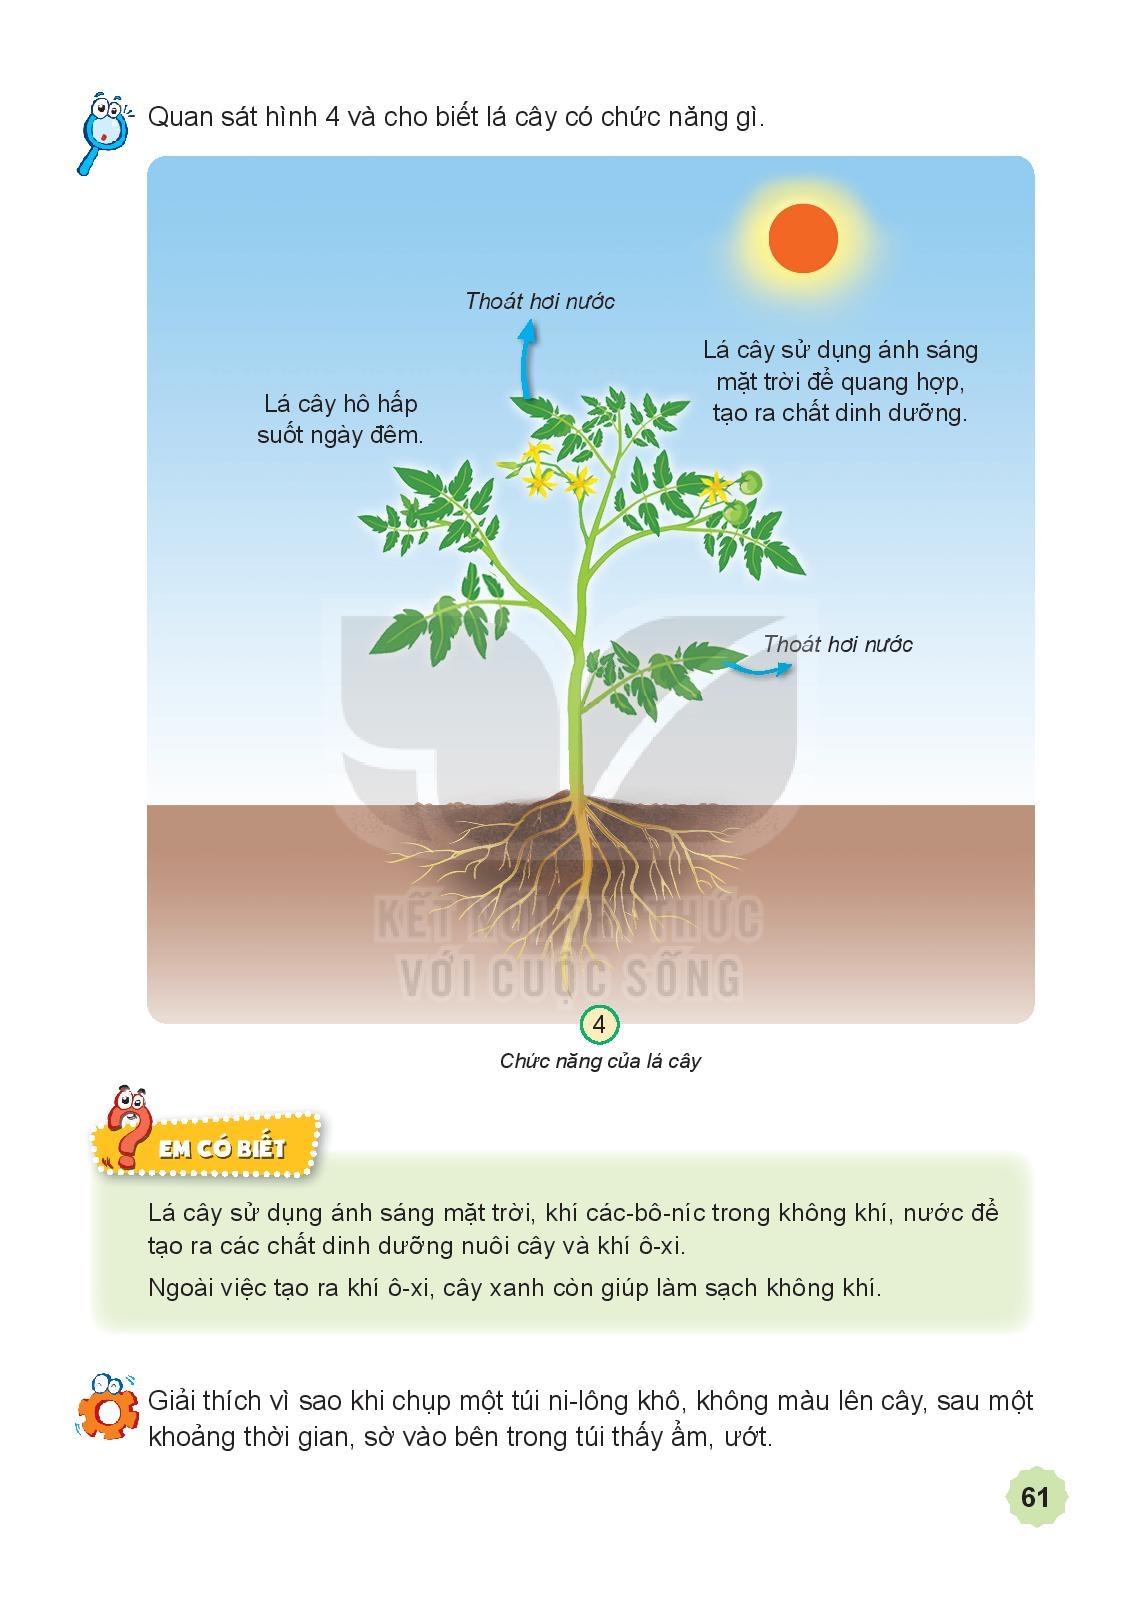 Quan sát hình 4 và cho biết lá cây có chức năng gì.
Thoát hơi nước
Lá cây sử dụng ánh sáng
mặt trời để quang hợp,
tạo ra chất dinh dưỡng.
Lá cây hô hấp
suốt ngày đêm.
Thoát hơi nước
KẾT NỐI TRI THỨC
VỚI CUỘC SỐNG
4
Chức năng của lá cây
EM CÓ BIẾT
Lá cây sử dụng ánh sáng mặt trời, khí các-bô-níc trong không khí, nước để
tạo ra các chất dinh dưỡng nuôi cây và khí ô-xi.
Ngoài việc tạo ra khí ô-xi, cây xanh còn giúp làm sạch không khí.
Giải thích vì sao khi chụp một túi ni-lông khô, không màu lên cây, sau một
khoảng thời gian, sờ vào bên trong túi thấy ẩm, ướt.
61